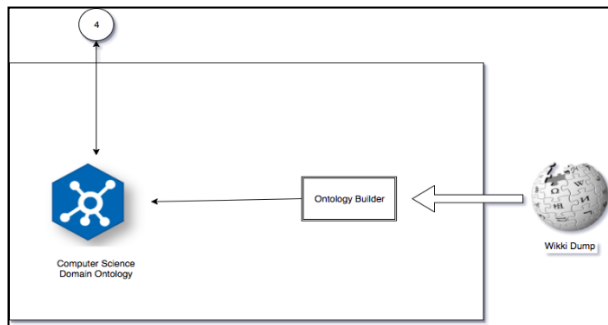 4
Ontology Builder
Computer Science
Domain Ontology
Wikki Dump